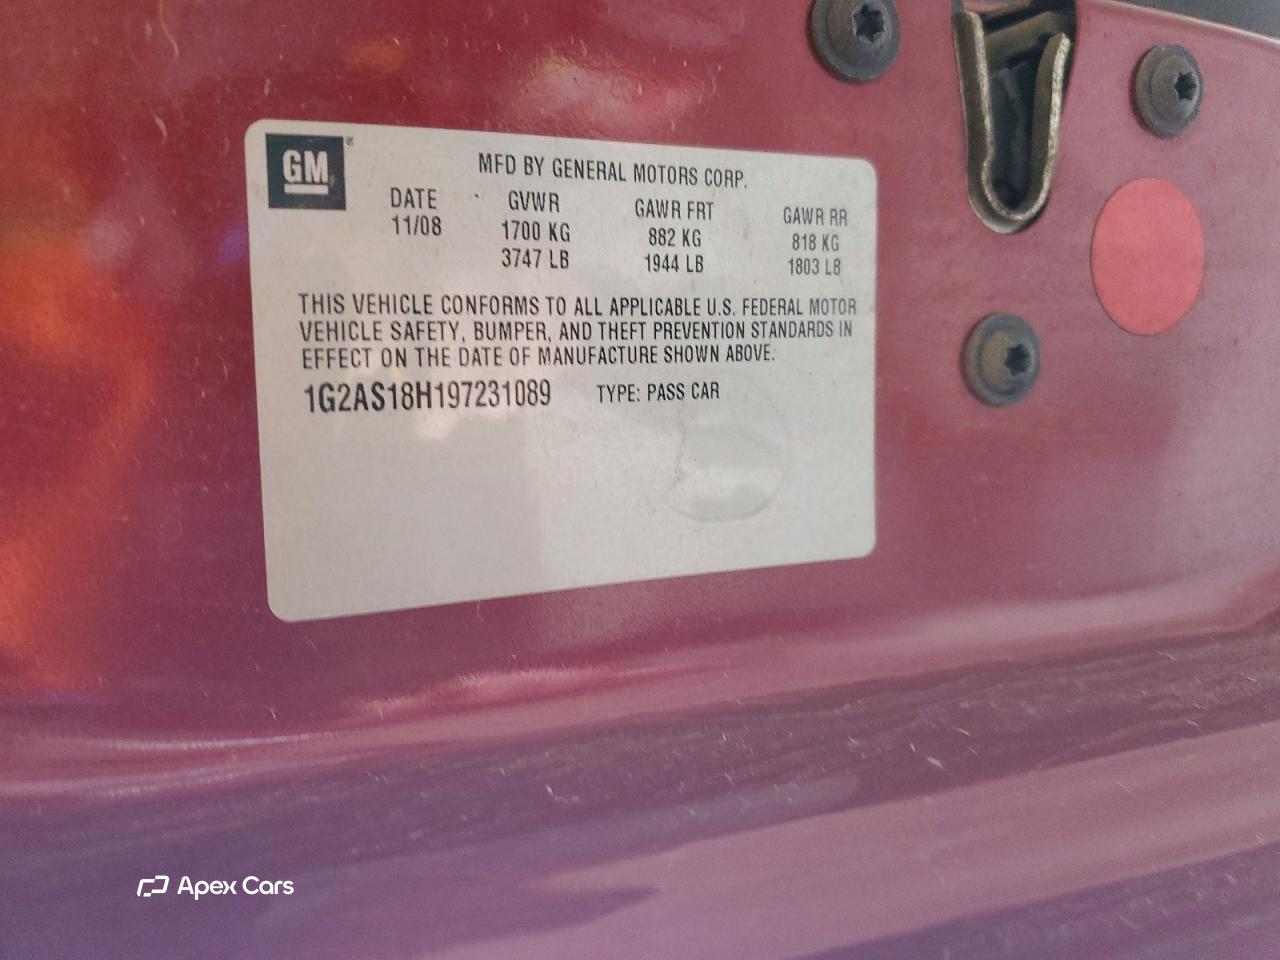 GM
MFD BY GENERAL MOTORS CORP.
DATE GVWR GAWR FRT GAWR RR
11/08 1700 KG 882 KG 818 KG
3747 LB 1944 LB 1803 LB
THIS VEHICLE CONFORMS TO ALL APPLICABLE U.S. FEDERAL MOTOR
VEHICLE SAFETY, BUMPER, AND THEFT PREVENTION STANDARDS IN
EFFECT ON THE DATE OF MANUFACTURE SHOWN ABOVE.
1G2AS18H197231089 TYPE: PASS CAR
Apex Cars